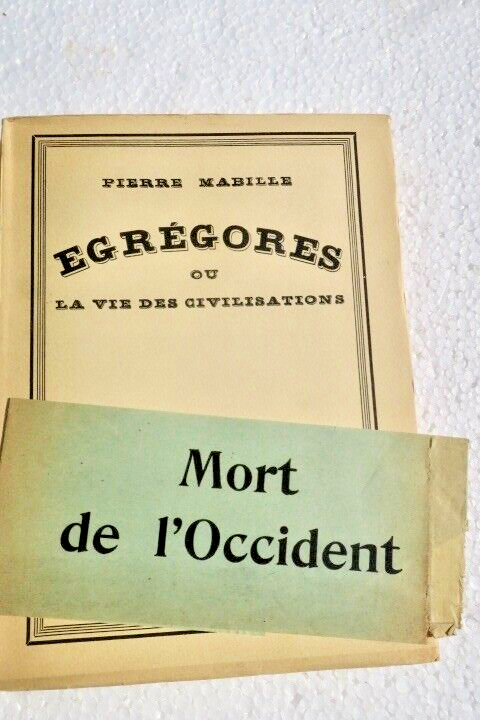 PIERRE MABILLE
EGRÉGORES
OU
LA VIE DES CIVILISATIONS
Mort
de l'Occident